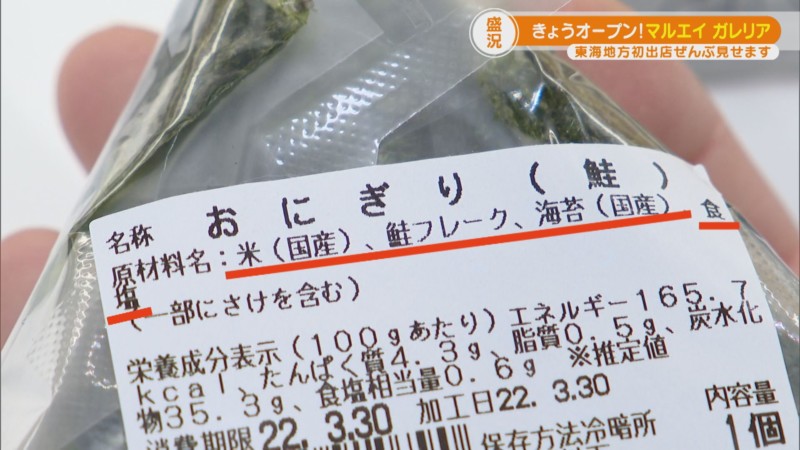 盛況
きょうオープン!マルエイ ガレリア
東海地方初出店ぜんぶ見せます
名称 おにぎり(鮭)
原材料名:米(国産)、鮭フレーク、海苔(国産) 食
塩
(一部にさけを含む)
栄養成分表示(100gあたり)エネルギー165.7
kcal、たんぱく質4.3g、脂質0.5g、炭水化
物35.3g、食塩相当量0.6g ※推定値
消費期限22.3.30 加工日22.3.30
内容量
保存方法冷暗所
1個